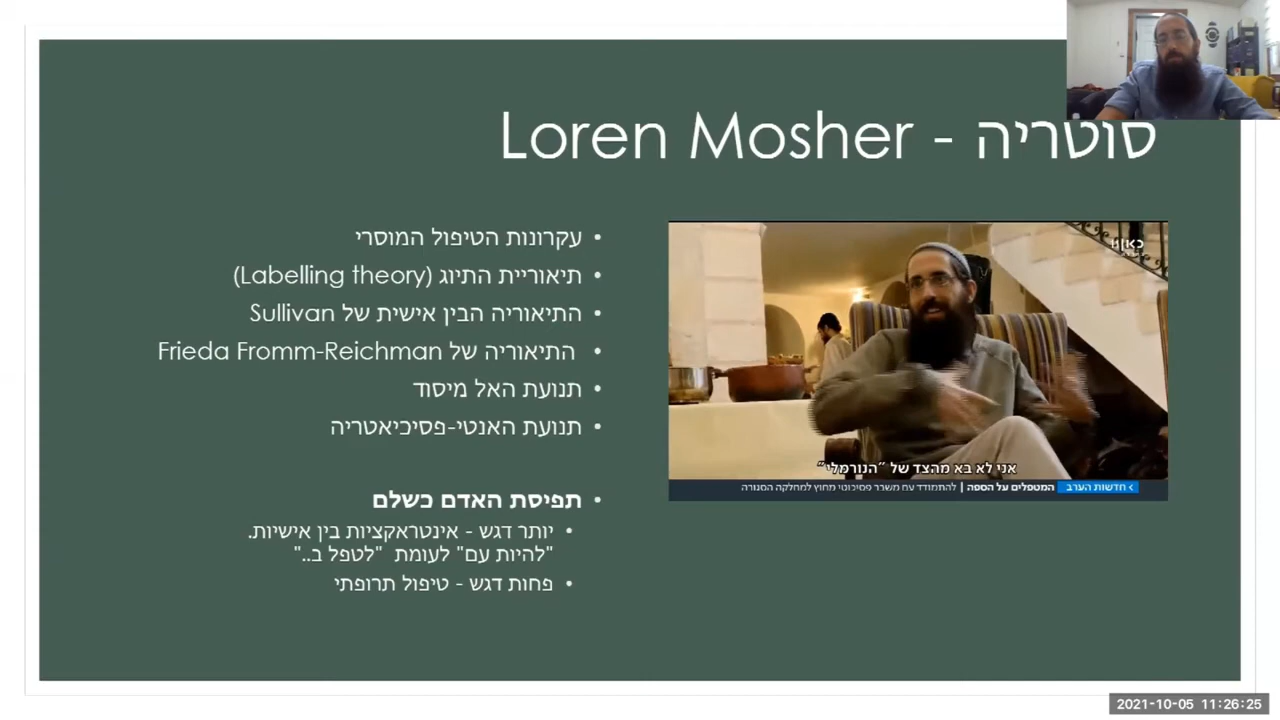 סוטריה - Loren Mosher
• עקרונות הטיפול המוסרי
• תיאוריית התיוג (Labelling theory)
• התיאוריה הבין אישית של Sullivan
• התיאוריה של Frieda Fromm-Reichman
• תנועת האל מיסוד
• תנועת האנטי-פסיכיאטריה
• תפיסת האדם כשלם
• יותר דגש - אינטראקציות בין אישיות.
"להיות עם" לעומת "לטפל ב.."
• פחות דגש - טיפול תרופתי
כאן11
אני לא בא מהצד של "הנורמלי"
> חדשות הערב המטפלים על הספה | להתמודד עם משבר פסיכוטי מחוץ למחלקה הסגורה
2021-10-05 11:26:25